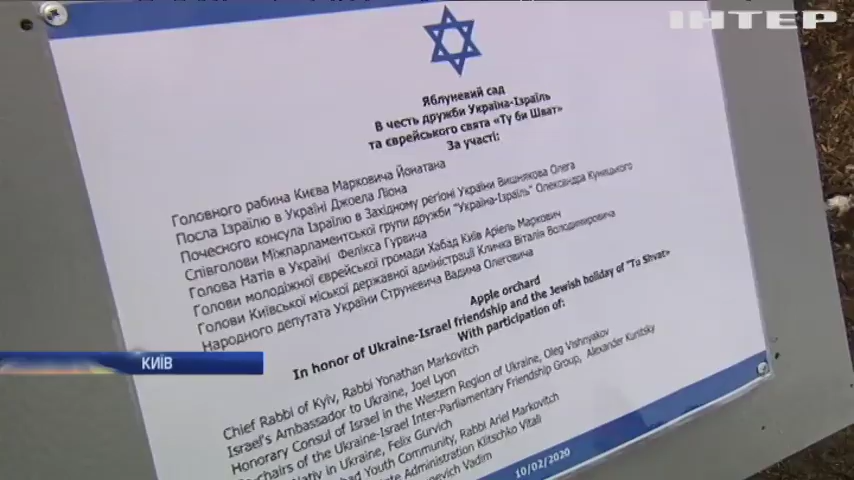 ІНТЕР
Яблуневий сад
В честь дружби Україна-Ізраїль
та єврейського свята «Ту би Шват»
За участі:
Головного рабина Києва Марковича Йонатана
Посла Ізраїлю в Україні Джоела Ліона
Почесного консула Ізраїлю в Західному регіоні України Вишнякова Олега
Співголови Міжпарламентської групи дружби "Україна-Ізраїль" Олександра Куницького
Голова Натів в Україні Фелікса Гурвича
Голови молодіжної єврейської громади Хабад Київ Аріель Маркович
Голови Київської міської державної адміністрації Кличка Віталія Володимировича
Народного депутата України Струневича Вадима Олеговича
Apple orchard
In honor of Ukraine-Israel friendship and the Jewish holiday of "Tu Shvat»
With participation of:
Chief Rabbi of Kyiv, Rabbi Yonathan Markovitch
Israel's Ambassador to Ukraine, Joel Lyon
Honorary Consul of Israel in the Western Region of Ukraine, Oleg Vishnyakov
chairs of the Ukraine-Israel Inter-Parliamentary Friendship Group, Alexander Kunitsky
Nativ in Ukraine, Felix Gurvich
Youth Community, Rabbi Ariel Markovitch
Administration Klitschko Vitali
Vadim
10/02/2020
КИЇВ